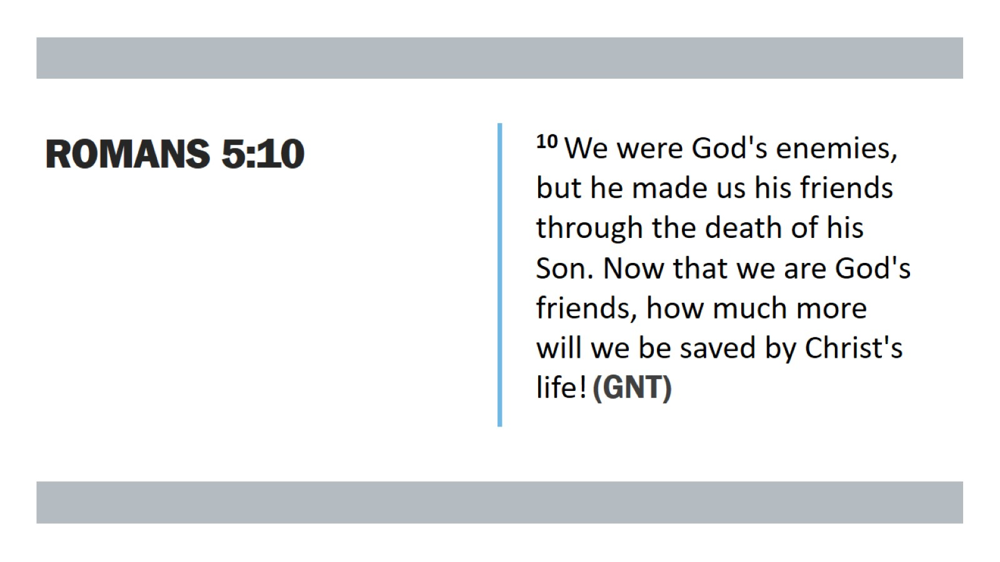 ROMANS 5:10
10 We were God's enemies,
but he made us his friends
through the death of his
Son. Now that we are God's
friends, how much more
will we be saved by Christ's
life! (GNT)